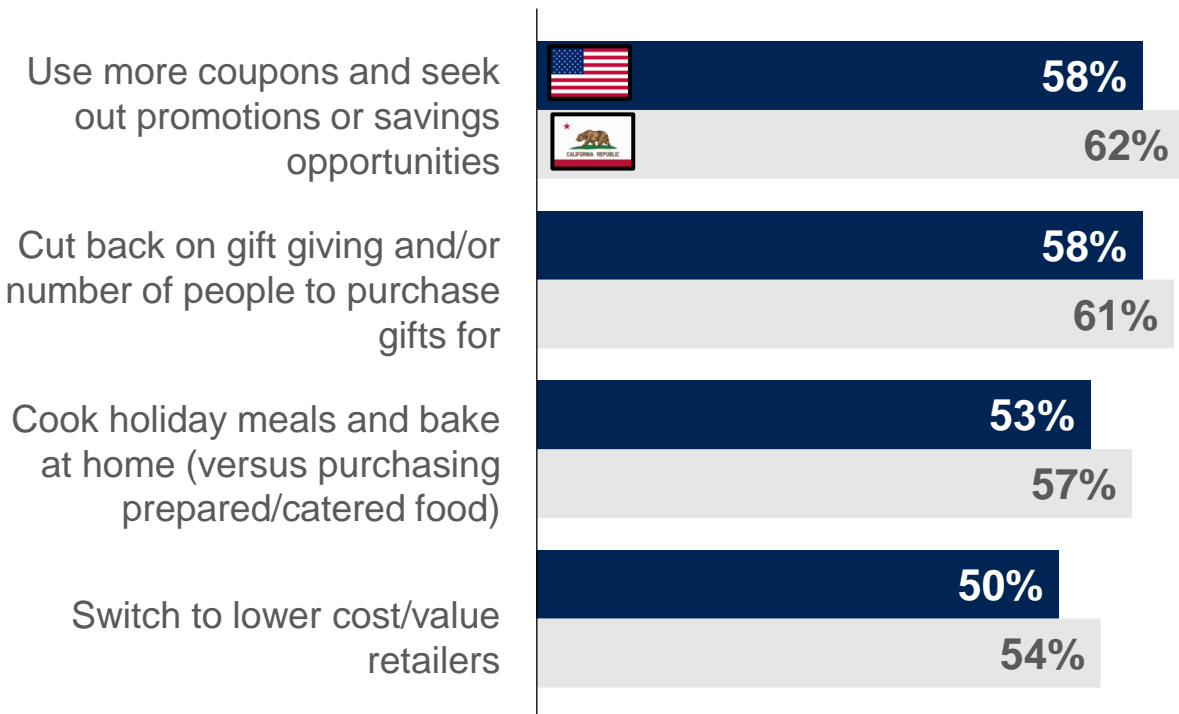 Use more coupons and seek
out promotions or savings
opportunities
58%
CALIFORNIA REPUBLIC
62%
Cut back on gift giving and/or
number of people to purchase
gifts for
58%
61%
Cook holiday meals and bake
at home (versus purchasing
prepared/catered food)
53%
57%
Switch to lower cost/value
retailers
50%
54%